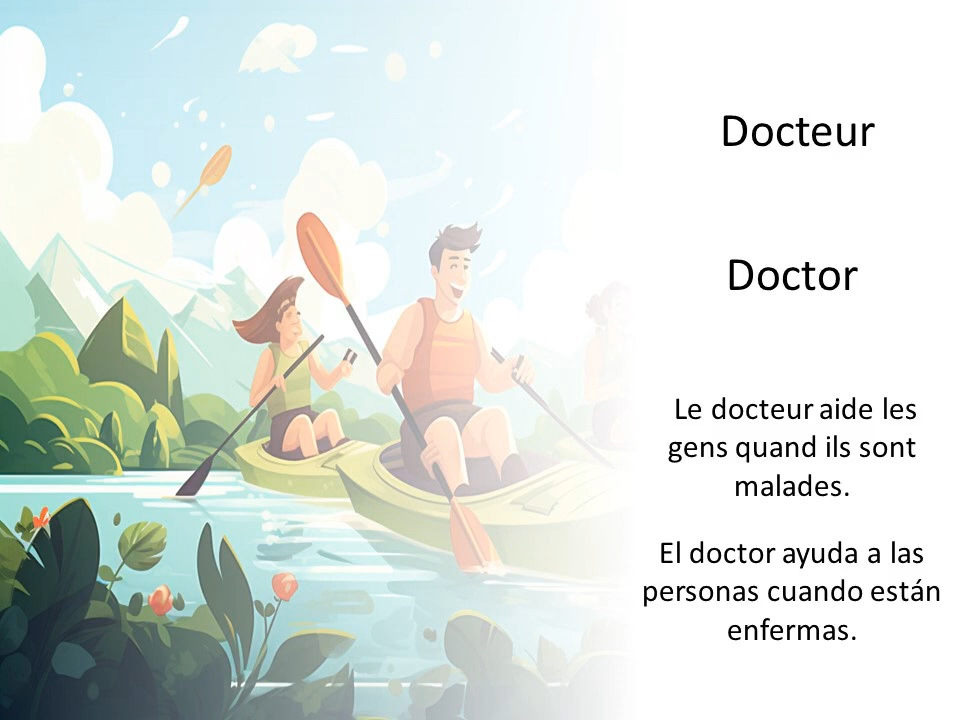 Docteur
Doctor
Le docteur aide les
gens quand ils sont
malades.
El doctor ayuda a las
personas cuando están
enfermas.